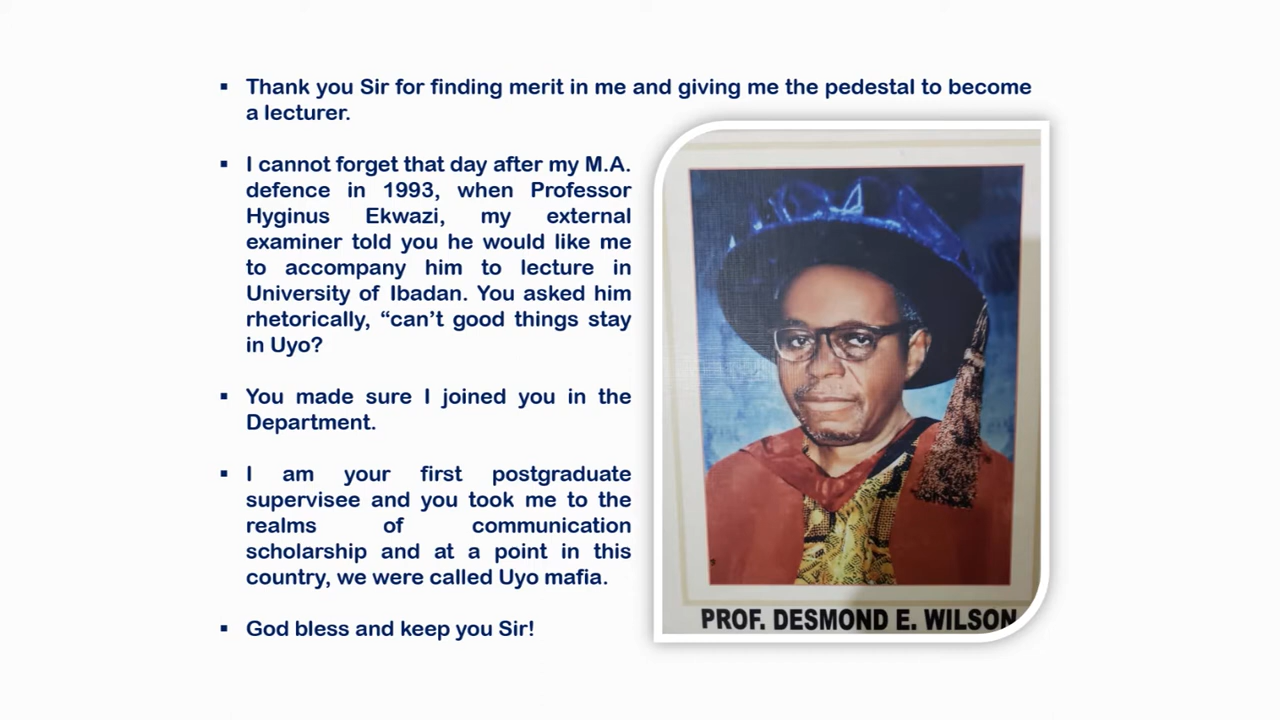 ▪ Thank you Sir for finding merit in me and giving me the pedestal to become
a lecturer.
▪ I cannot forget that day after my M.A.
defence in 1993, when Professor
Hyginus Ekwazi, my external
examiner told you he would like me
to accompany him to lecture in
University of Ibadan. You asked him
rhetorically, “can’t good things stay
in Uyo?
▪ You made sure I joined you in the
Department.
▪ I am your first postgraduate
supervisee and you took me to the
realms of communication
scholarship and at a point in this
country, we were called Uyo mafia.
▪ God bless and keep you Sir!
PROF. DESMOND E. WILSON